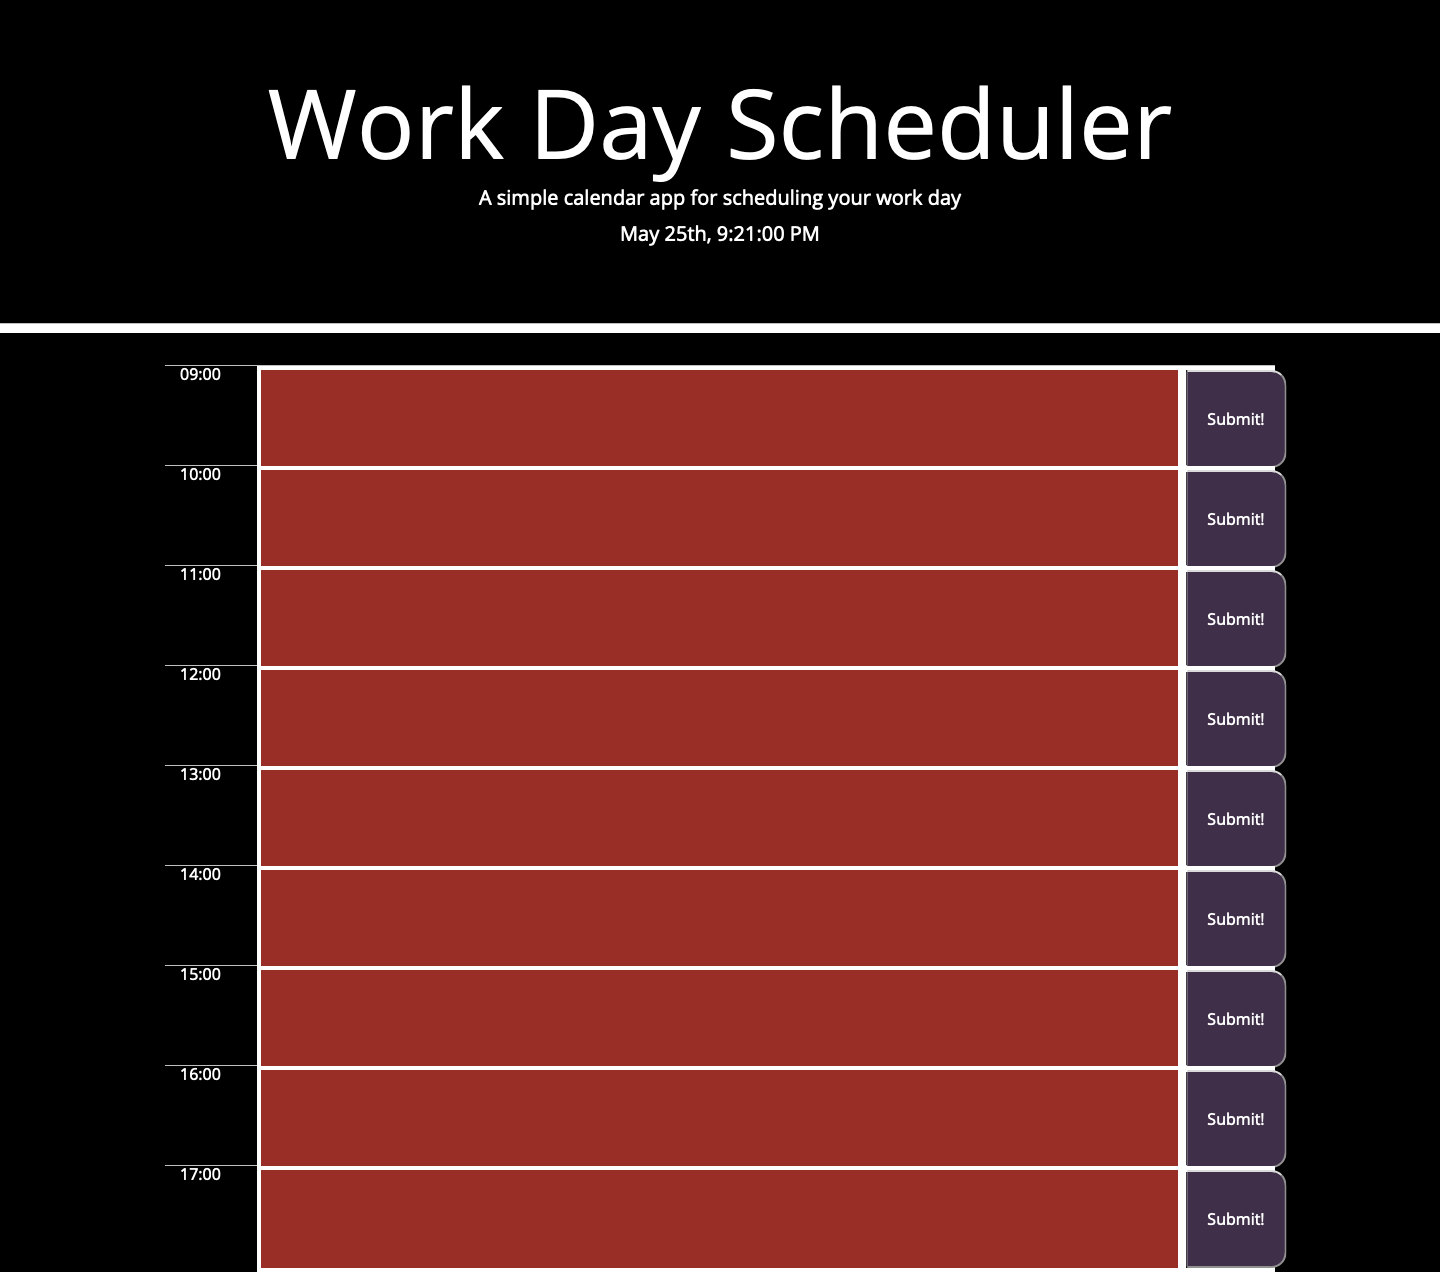 Work Day Scheduler
A simple calendar app for scheduling your work day
May 25th, 9:21:00 PM
09:00
Submit!
10:00
Submit!
11:00
Submit!
12:00
Submit!
13:00
Submit!
14:00
Submit!
15:00
Submit!
16:00
Submit!
17:00
Submit!